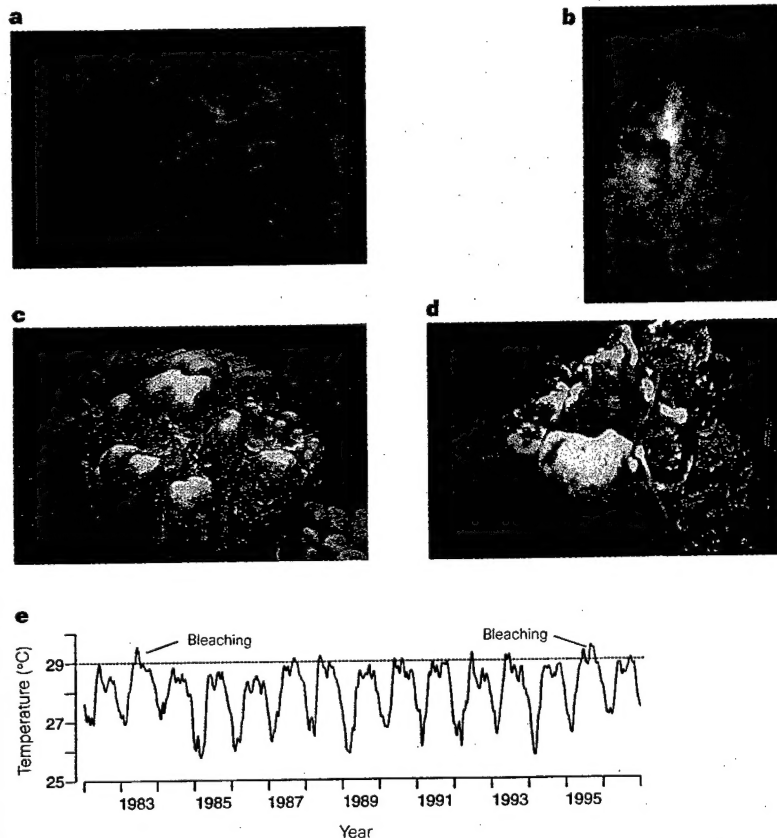 a
b
c
d
e
Bleaching
Bleaching
29
27
25
Temperature (°C)
1983
1985
1987
1989
1991
1993
1995
Year